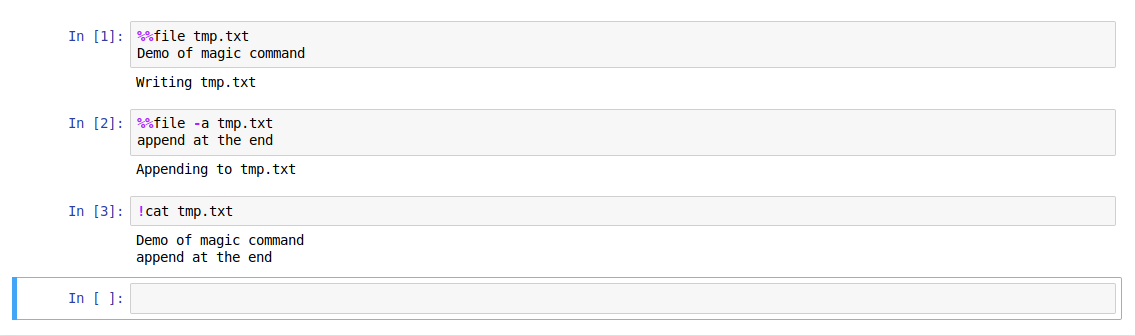 In [1]: %%file tmp.txt
Demo of magic command
Writing tmp.txt
In [2]: %%file -a tmp.txt
append at the end
Appending to tmp.txt
In [3]: !cat tmp.txt
Demo of magic command
append at the end
In [ ]: